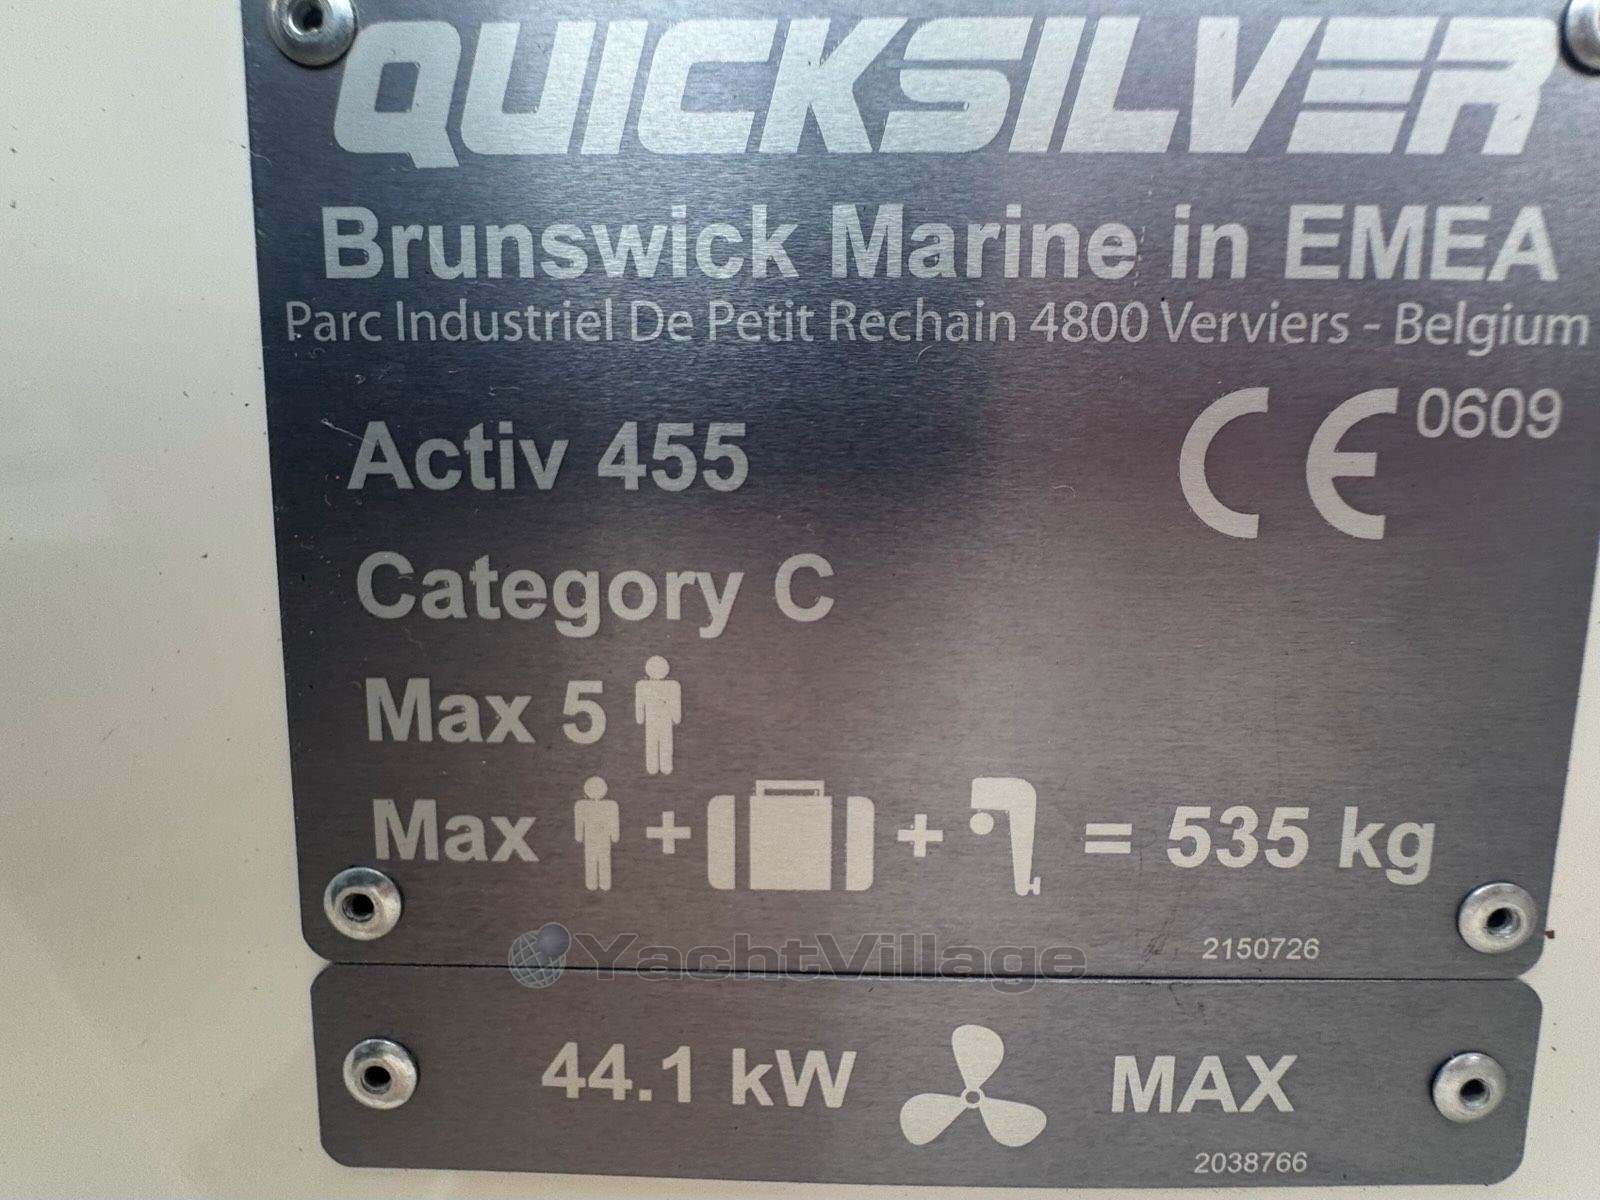 QUICKSILVER
Brunswick Marine in EMEA
Parc Industriel De Petit Rechain 4800 Verviers - Belgium
CE 0609
Activ 455
Category C
Max 5
Max + + = 535 kg
2150726
YachtVillage
44.1 kW MAX
2038766